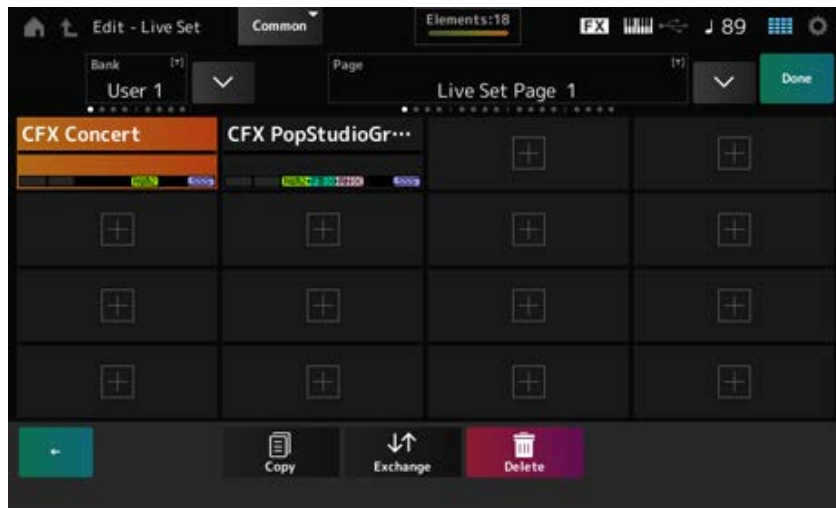 Edit - Live Set
Common
Elements:18
FX
89
Bank
User 1
Page
Live Set Page 1
Done
CFX Concert
CFX PopStudioGr⋯
Copy
Exchange
Delete